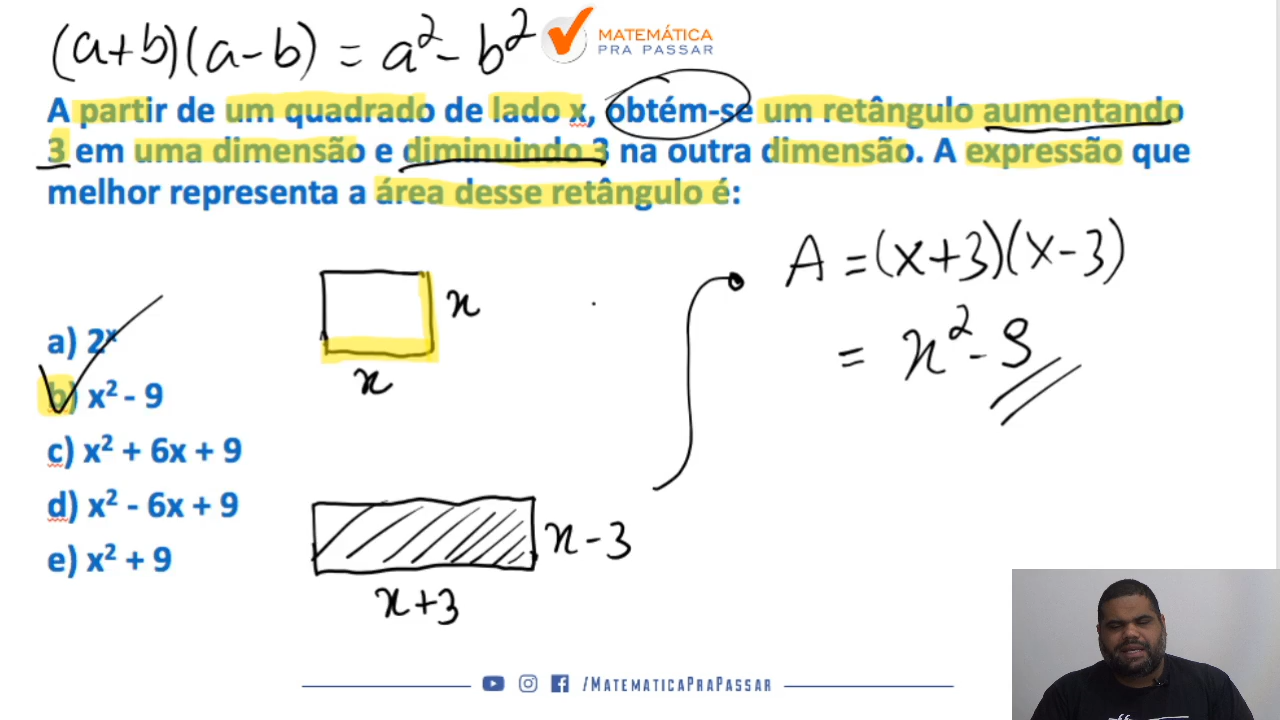 (a+b)(a-b) = a² - b²
MATEMÁTICA
PRA PASSAR
A partir de um quadrado de lado x, obtém-se um retângulo aumentando
3 em uma dimensão e diminuindo 3 na outra dimensão. A expressão que
melhor representa a área desse retângulo é:
A = (x+3)(x-3)
= x² - 9
x
x
a) 2ˣ
b) x² - 9
c) x² + 6x + 9
d) x² - 6x + 9
e) x² + 9
x-3
x+3
/MATEMATICAPRAPASSAR